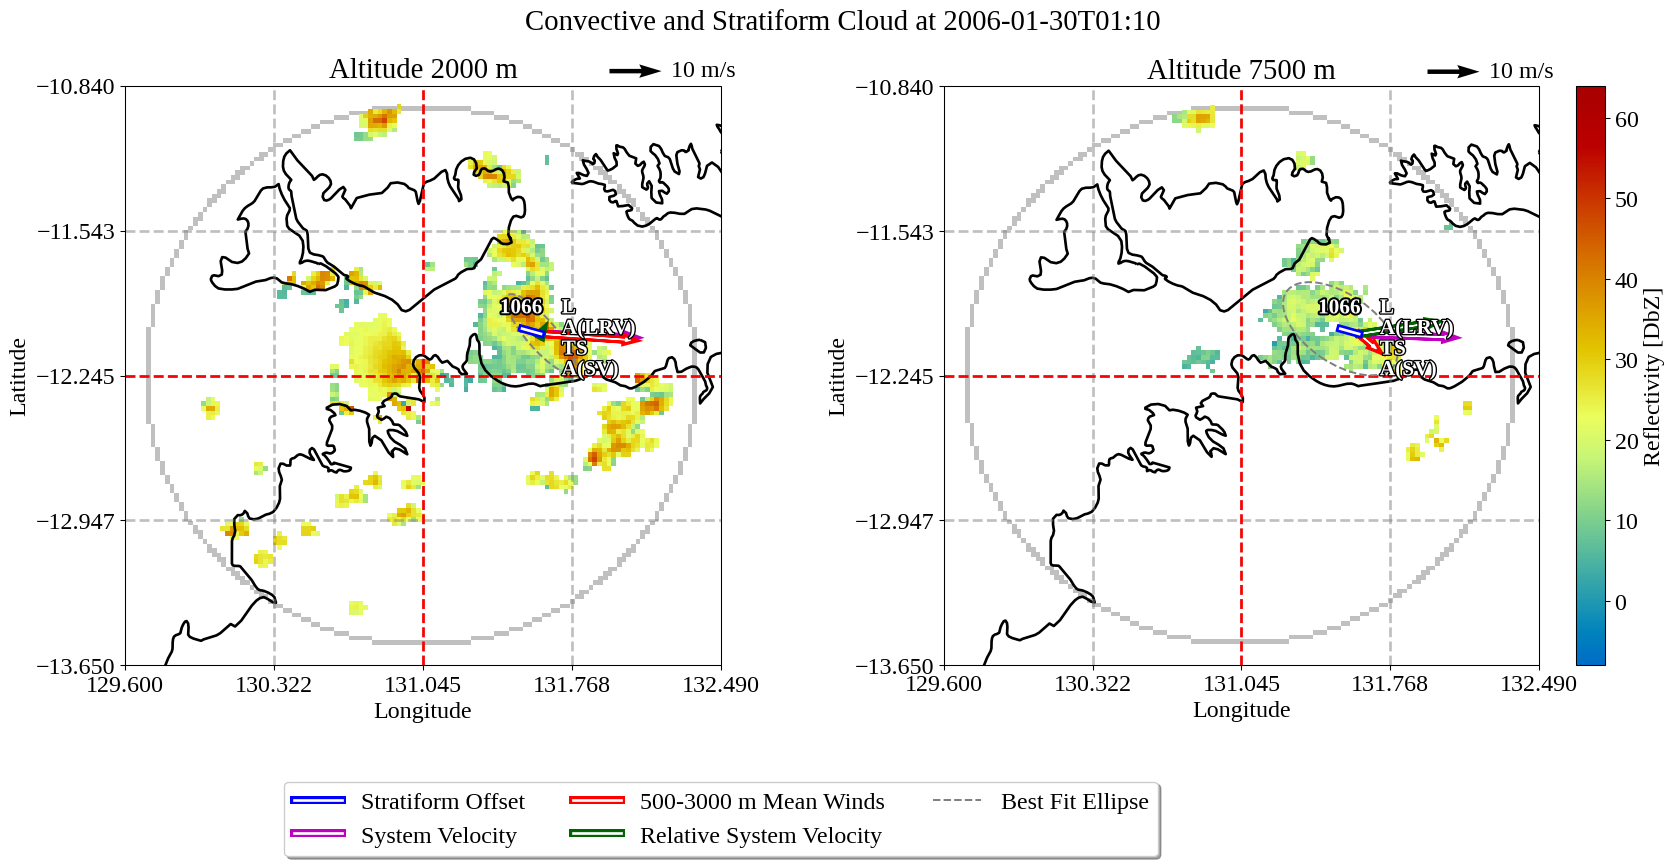 Convective and Stratiform Cloud at 2006-01-30T01:10
Altitude 2000 m
10 m/s
Altitude 7500 m
10 m/s
−10.840
−11.543
−12.245
−12.947
−13.650
Latitude
129.600
130.322
131.045
131.768
132.490
Longitude
1066
L
A(LRV)
TS
A(SV)
−10.840
−11.543
−12.245
−12.947
−13.650
Latitude
129.600
130.322
131.045
131.768
132.490
Longitude
1066
L
A(LRV)
TS
A(SV)
60
50
40
30
20
10
0
Reflectivity [DbZ]
Stratiform Offset
System Velocity
500-3000 m Mean Winds
Relative System Velocity
Best Fit Ellipse